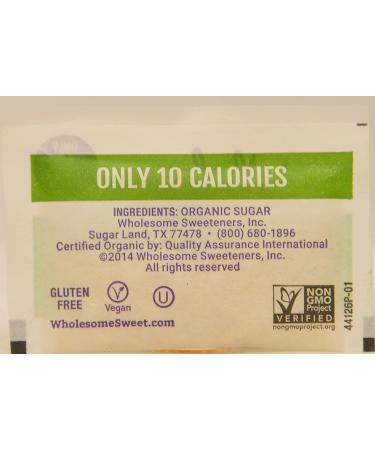 ONLY 10 CALORIES
INGREDIENTS: ORGANIC SUGAR
Wholesome Sweeteners, Inc.
Sugar Land, TX 77478 • (800) 680-1896
Certified Organic by: Quality Assurance International
©2014 Wholesome Sweeteners, Inc.
All rights reserved
GLUTEN
FREE
V
Vegan
U
WholesomeSweet.com
NON
GMO
Project
VERIFIED
nongmoproject.org
44126P-01